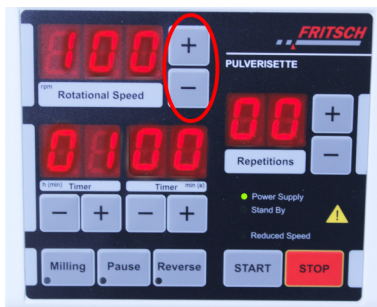 100
+
FRITSCH
−
PULVERISETTE
rpm
Rotational Speed
00
+
−
Repetitions
01 00
h (min) Timer
Timer min (s)
− + − +
Power Supply
Stand By
Reduced Speed
Milling
Pause
Reverse
START
STOP